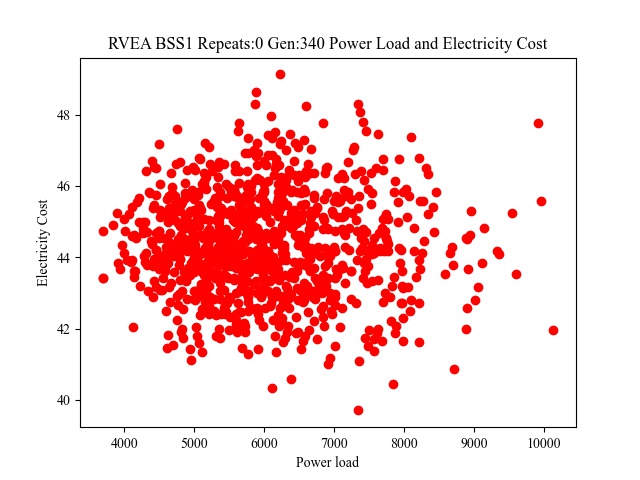 RVEA BSS1 Repeats:0 Gen:340 Power Load and Electricity Cost
48
46
44
42
40
Electricity Cost
4000 5000 6000 7000 8000 9000 10000
Power load